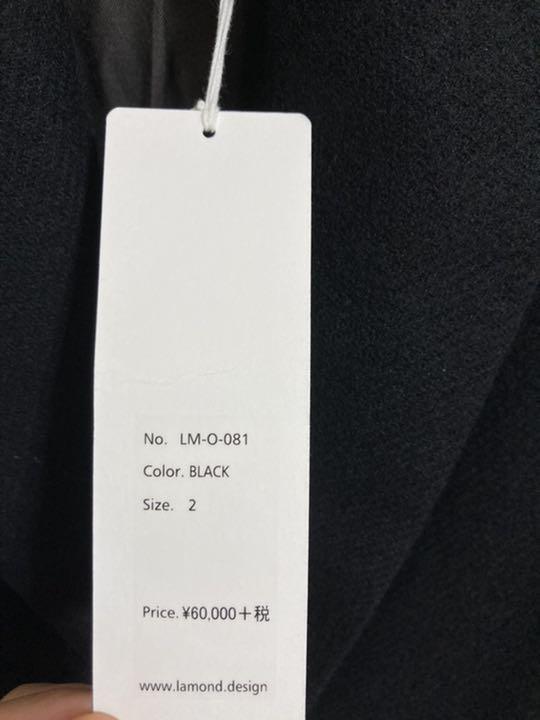 No. LM-O-081
Color. BLACK
Size. 2
Price. ¥60,000+税
www.lamond.design